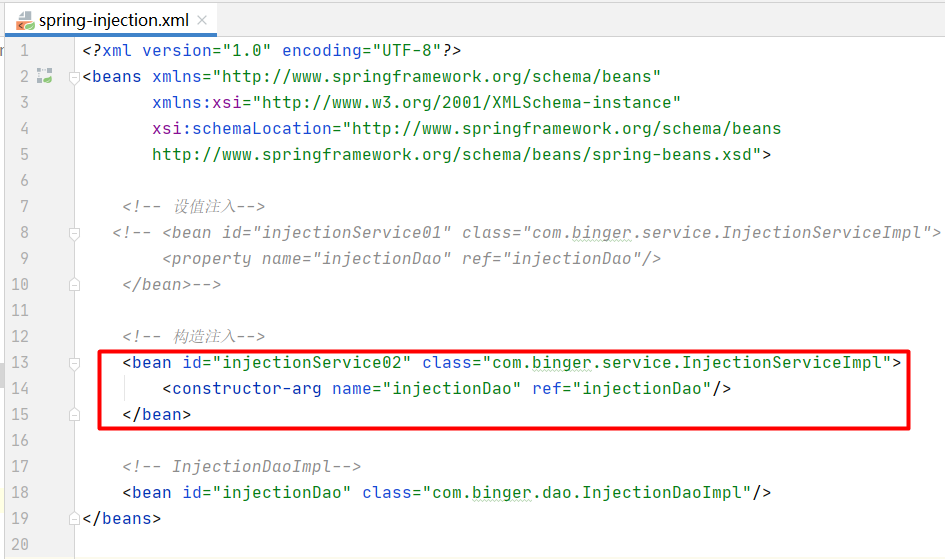 spring-injection.xml
1 <?xml version="1.0" encoding="UTF-8"?>
2 <beans xmlns="http://www.springframework.org/schema/beans"
3 xmlns:xsi="http://www.w3.org/2001/XMLSchema-instance"
4 xsi:schemaLocation="http://www.springframework.org/schema/beans
5 http://www.springframework.org/schema/beans/spring-beans.xsd">
6
7 <!-- 设值注入-->
8 <!-- <bean id="injectionService01" class="com.binger.service.InjectionServiceImpl">
9 <property name="injectionDao" ref="injectionDao"/>
10 </bean>-->
11
12 <!-- 构造注入-->
13 <bean id="injectionService02" class="com.binger.service.InjectionServiceImpl">
14 <constructor-arg name="injectionDao" ref="injectionDao"/>
15 </bean>
16
17 <!-- InjectionDaoImpl-->
18 <bean id="injectionDao" class="com.binger.dao.InjectionDaoImpl"/>
19 </beans>
20